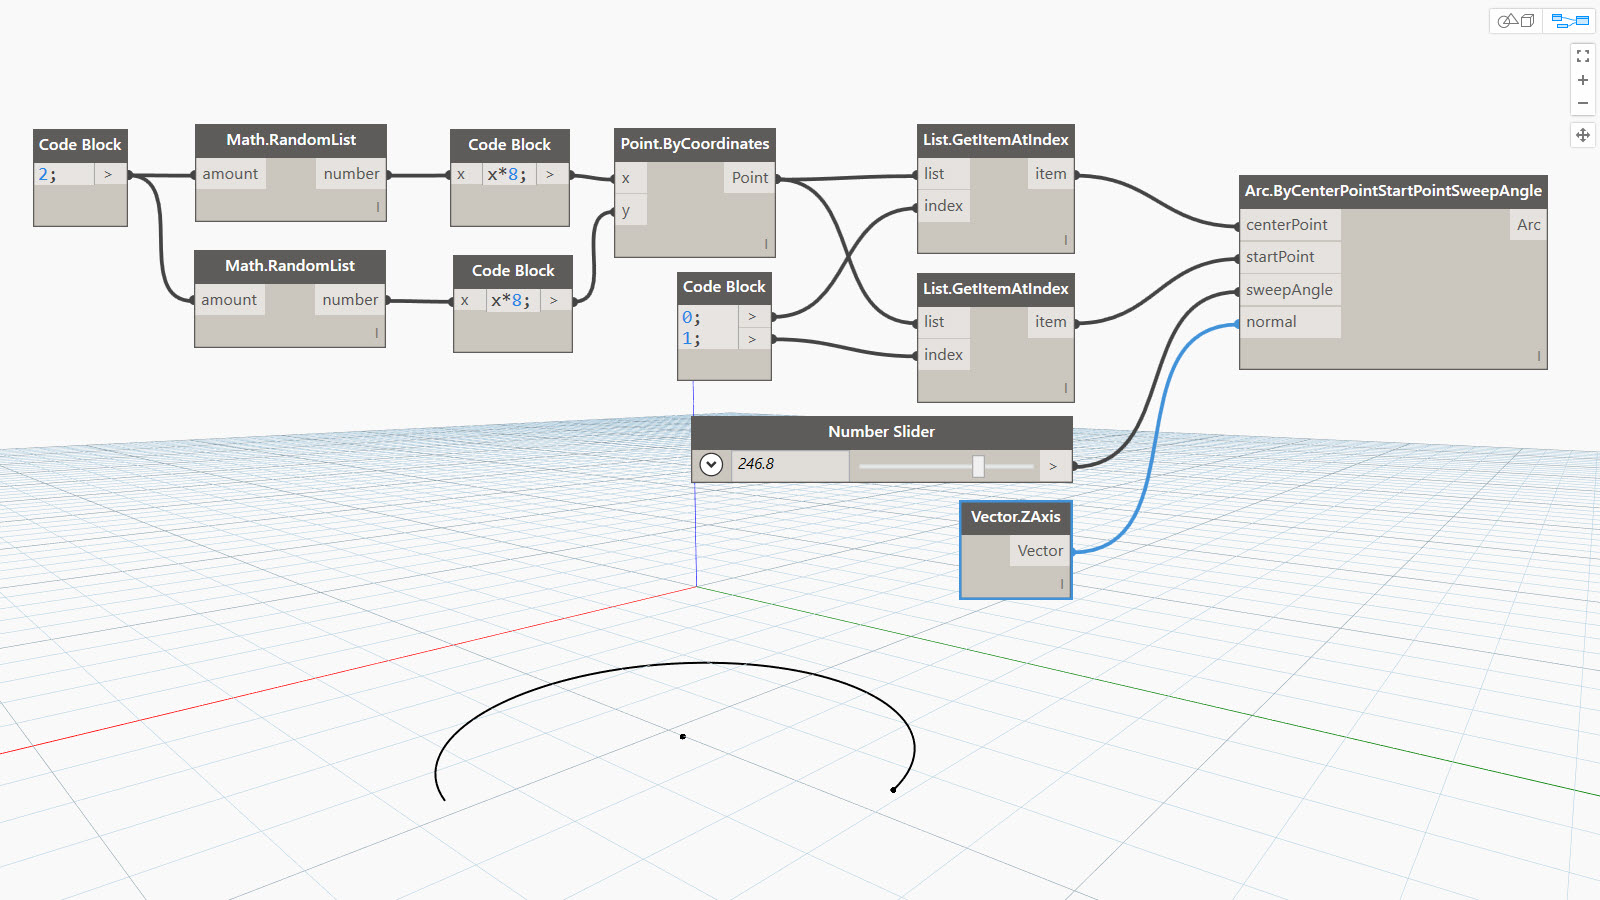 Code Block
2; >
Math.RandomList
amount number
l
Math.RandomList
amount number
l
Code Block
x x*8; >
Code Block
x x*8; >
Point.ByCoordinates
x Point
y
l
Code Block
0; >
1; >
List.GetItemAtIndex
list item
index
l
List.GetItemAtIndex
list item
index
l
Number Slider
246.8 >
Vector.ZAxis
Vector
l
Arc.ByCenterPointStartPointSweepAngle
centerPoint Arc
startPoint
sweepAngle
normal
l